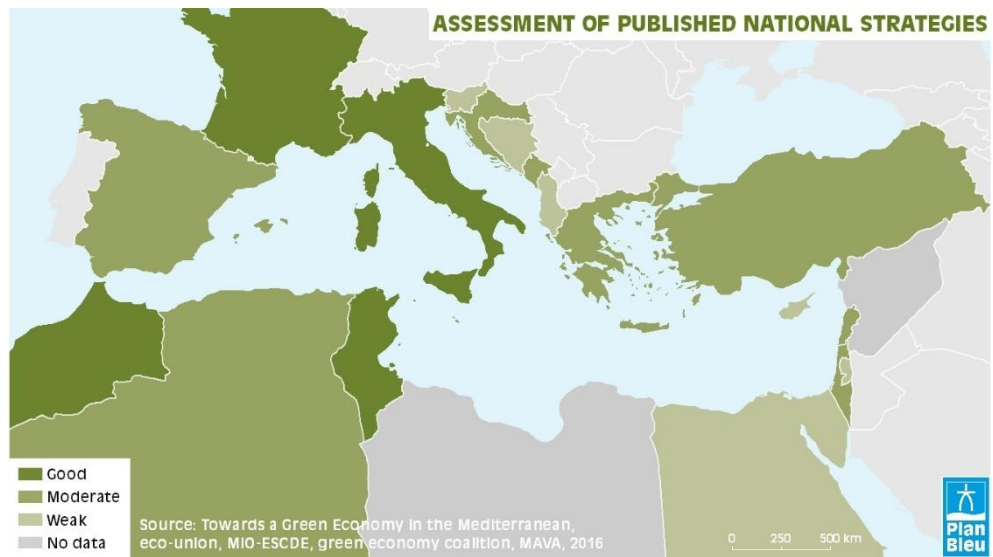 ASSESSMENT OF PUBLISHED NATIONAL STRATEGIES
Good
Moderate
Weak
No data
Source: Towards a Green Economy in the Mediterranean,
eco-union, MIO-ESCDE, green economy coalition, MAVA, 2016
0 250 500 km
Plan
Bleu